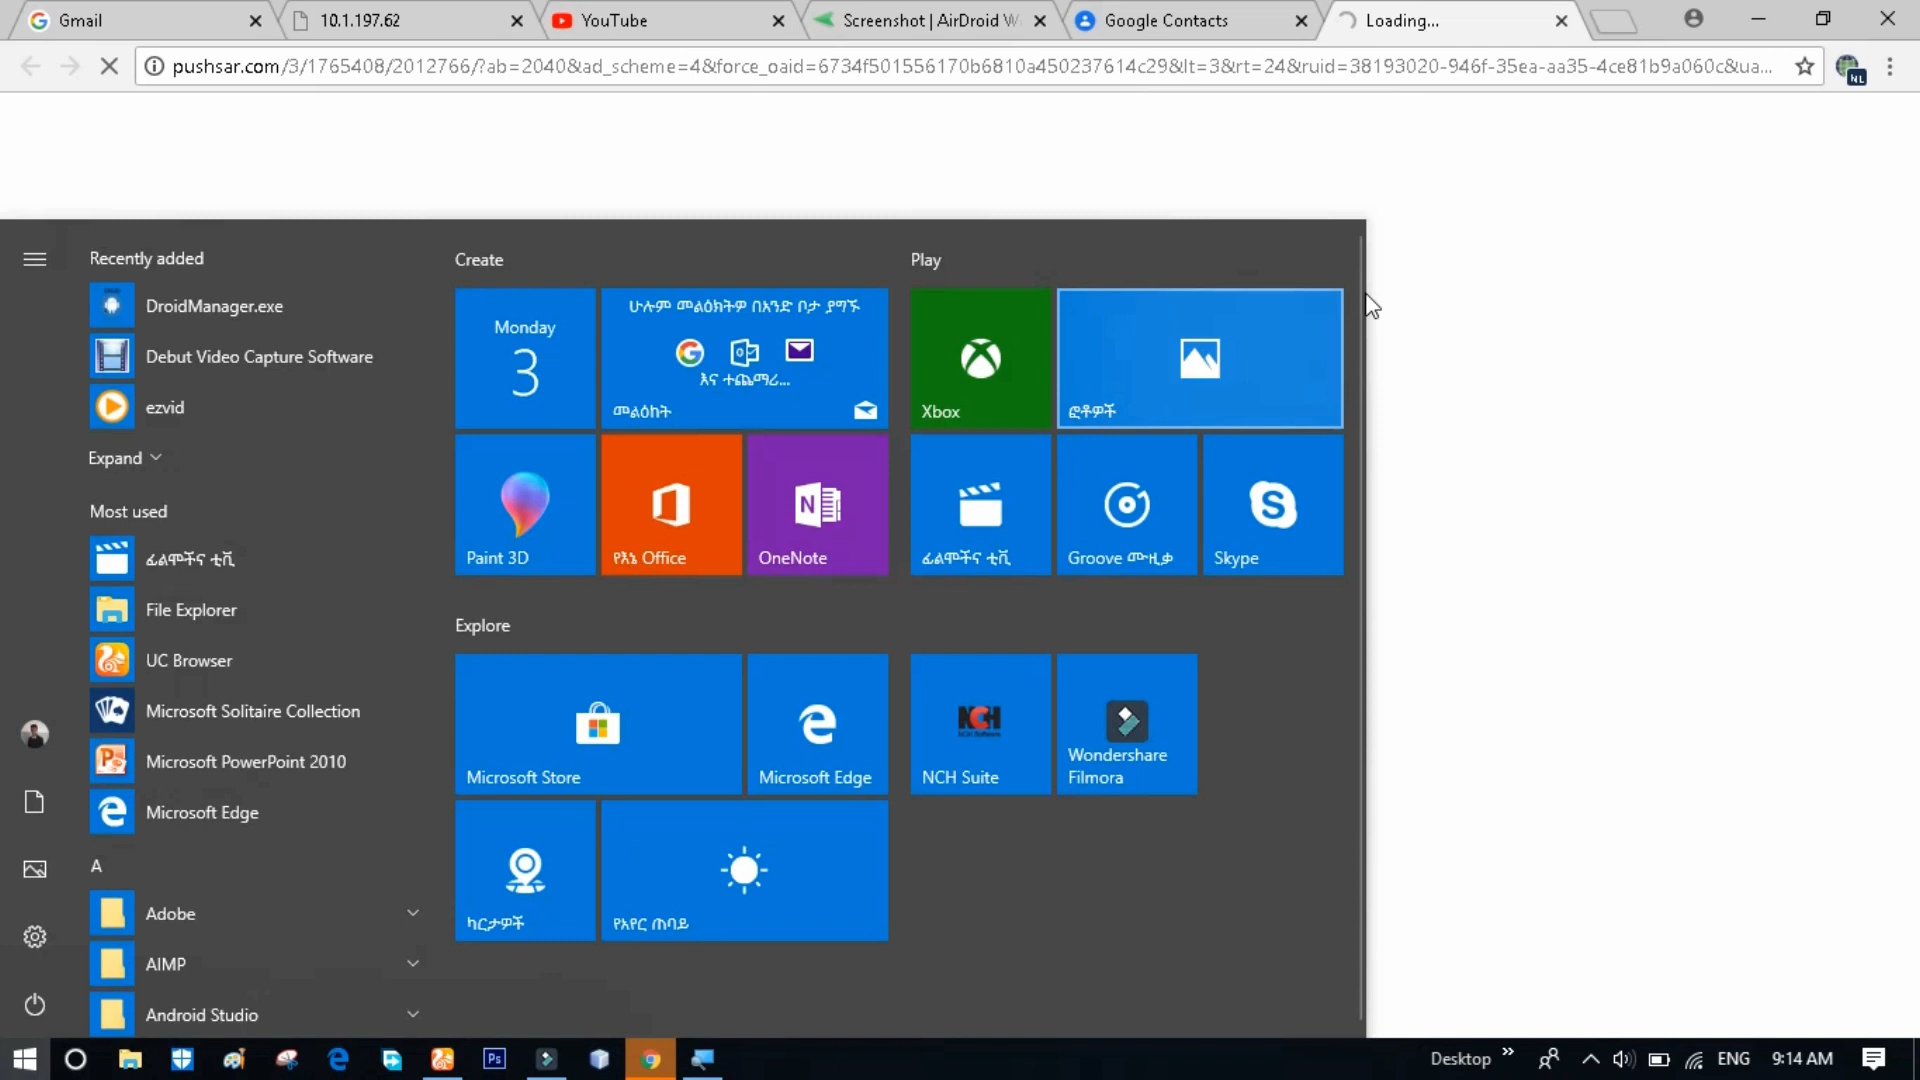 Gmail
10.1.197.62
YouTube
Screenshot | AirDroid W
Google Contacts
Loading...
pushsar.com/3/1765408/2012766/?ab=2040&ad_scheme=4&force_oaid=6734f501556170b6810a450237614c29&lt=3&rt=24&ruid=38193020-946f-35ea-aa35-4ce81b9a060c&ua...
NL
Recently added
DroidManager.exe
Debut Video Capture Software
ezvid
Expand
Most used
ፊልሞችና ቲቪ
File Explorer
UC Browser
Microsoft Solitaire Collection
Microsoft PowerPoint 2010
Microsoft Edge
A
Adobe
AIMP
Android Studio
Create
Monday
3
ሁሉም መልዕክትዎ በአንድ ቦታ ያግኙ
እና ተጨማሪ...
መልዕክት
Paint 3D
የእኔ Office
OneNote
Play
Xbox
ፎቶዎች
ፊልሞችና ቲቪ
Groove ሙዚቃ
Skype
Explore
Microsoft Store
Microsoft Edge
ካርታዎች
የአየር ጠባይ
NCH
NCH Suite
Wondershare
Filmora
Ps
Desktop
ENG
9:14 AM